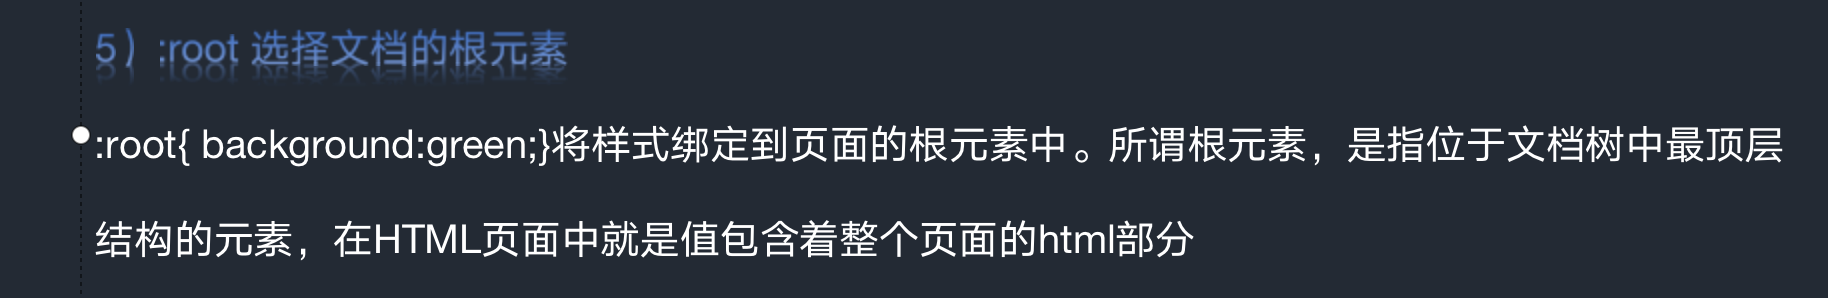 5）:root 选择文档的根元素
:root{ background:green;}将样式绑定到页面的根元素中。所谓根元素，是指位于文档树中最顶层
结构的元素，在HTML页面中就是值包含着整个页面的html部分